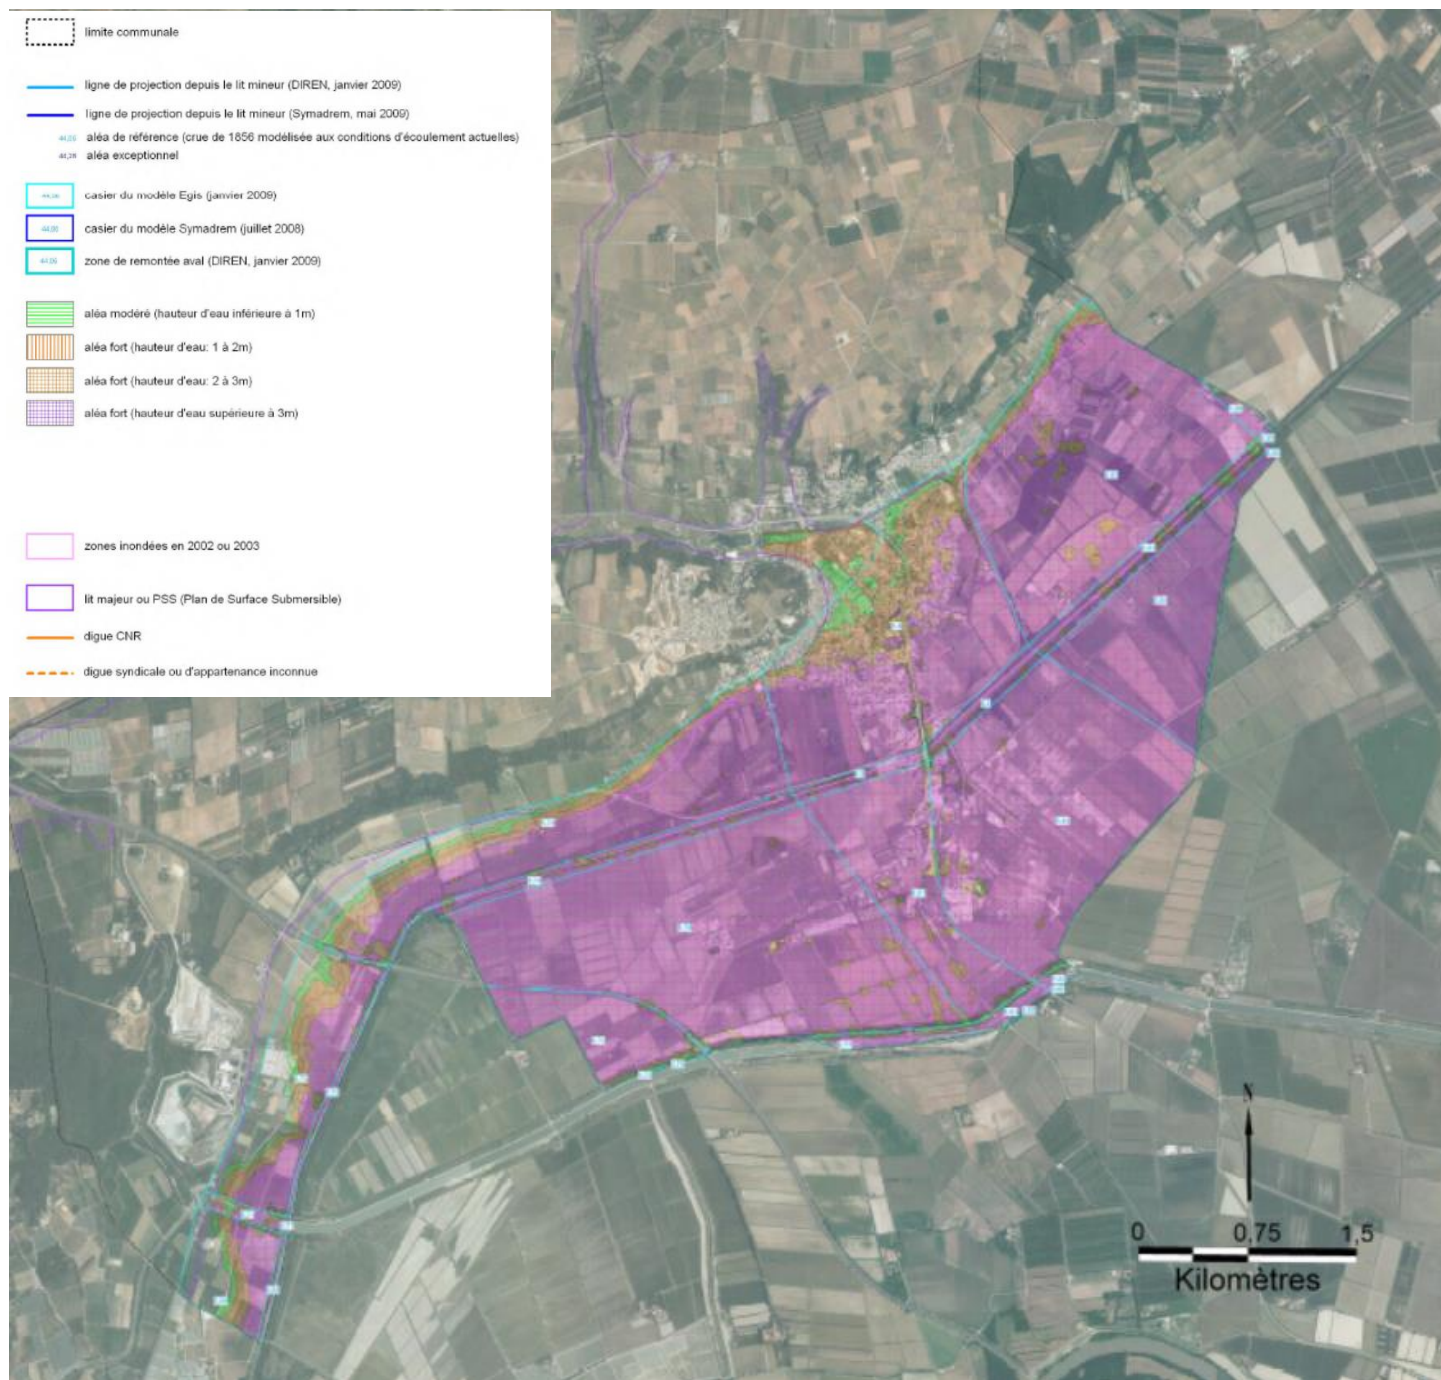 limite communale
ligne de projection depuis le lit mineur (DIREN, janvier 2009)
ligne de projection depuis le lit mineur (Symadrem, mai 2009)
aléa de référence (crue de 1856 modélisée aux conditions d'écoulement actuelles)
44,28 aléa exceptionnel
casier du modèle Egis (janvier 2009)
casier du modèle Symadrem (juillet 2008)
zone de remontée aval (DIREN, janvier 2009)
aléa modéré (hauteur d'eau inférieure à 1m)
aléa fort (hauteur d'eau: 1 à 2m)
aléa fort (hauteur d'eau: 2 à 3m)
aléa fort (hauteur d'eau supérieure à 3m)
zones inondées en 2002 ou 2003
lit majeur ou PSS (Plan de Surface Submersible)
digue CNR
digue syndicale ou d'appartenance inconnue
N
0 0,75 1,5
Kilomètres